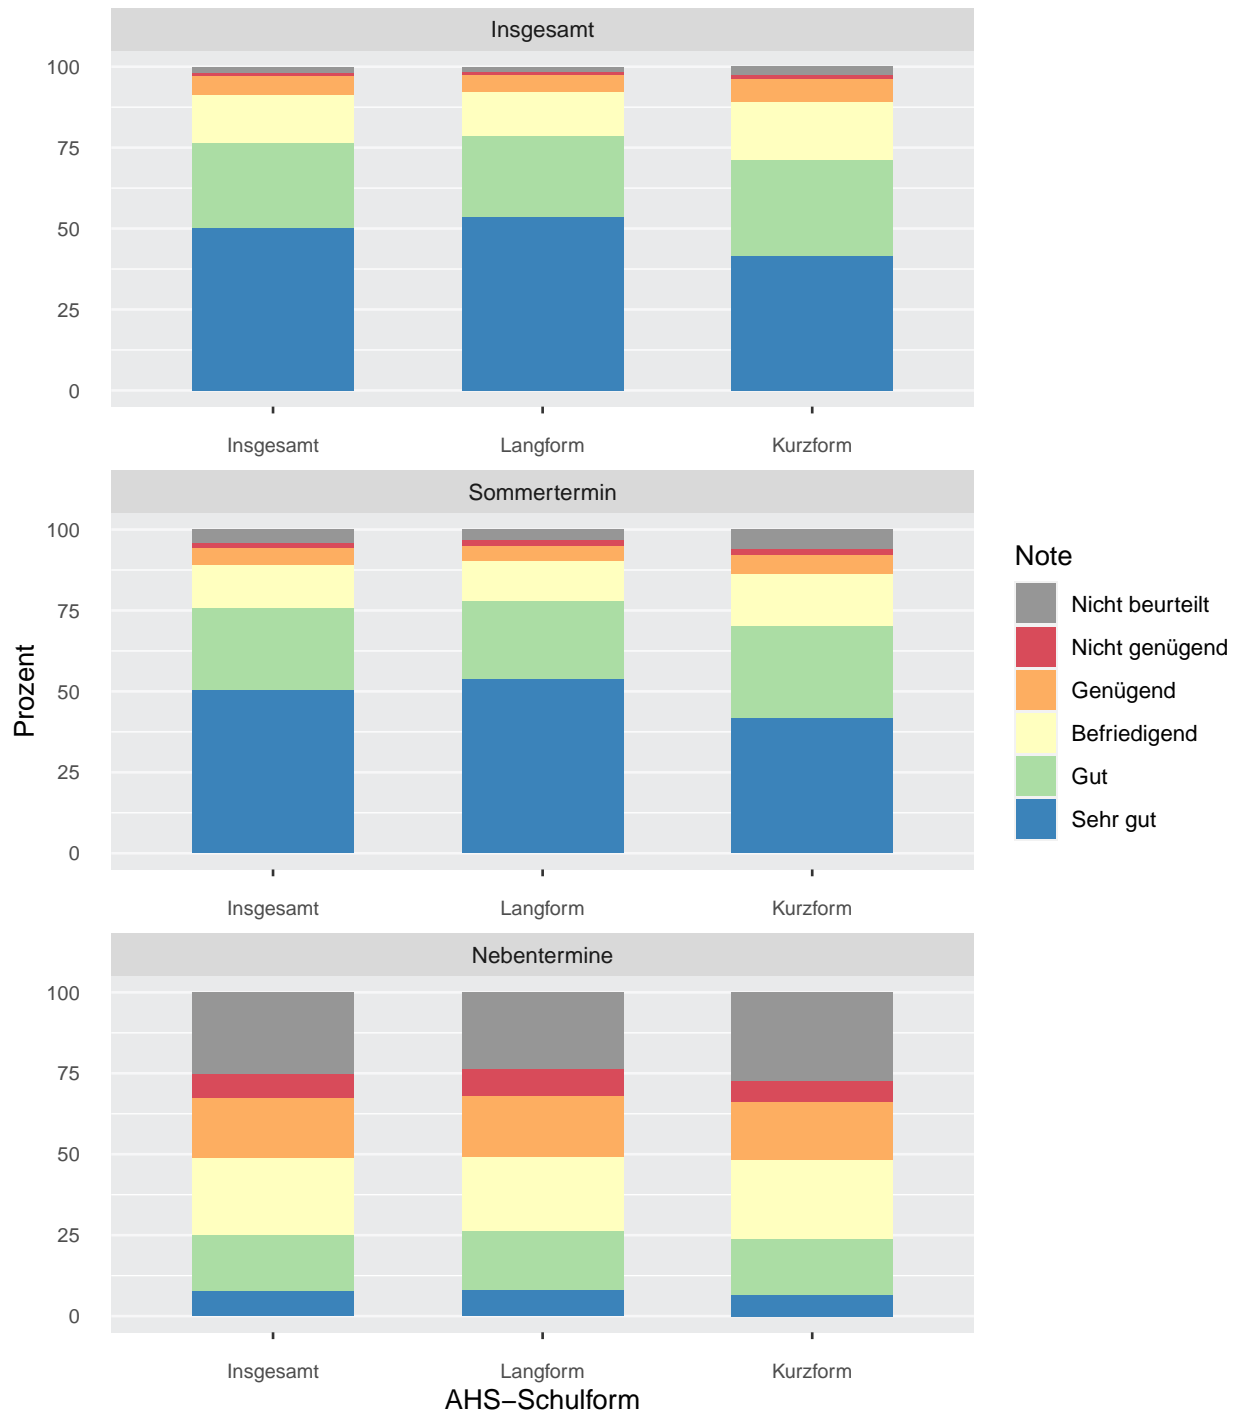 Insgesamt
100
75
50
25
0
Insgesamt Langform Kurzform
Sommertermin
100
75
50
25
0
Insgesamt Langform Kurzform
Nebentermine
100
75
50
25
0
Insgesamt Langform Kurzform
AHS−Schulform
Prozent
Note
Nicht beurteilt
Nicht genügend
Genügend
Befriedigend
Gut
Sehr gut